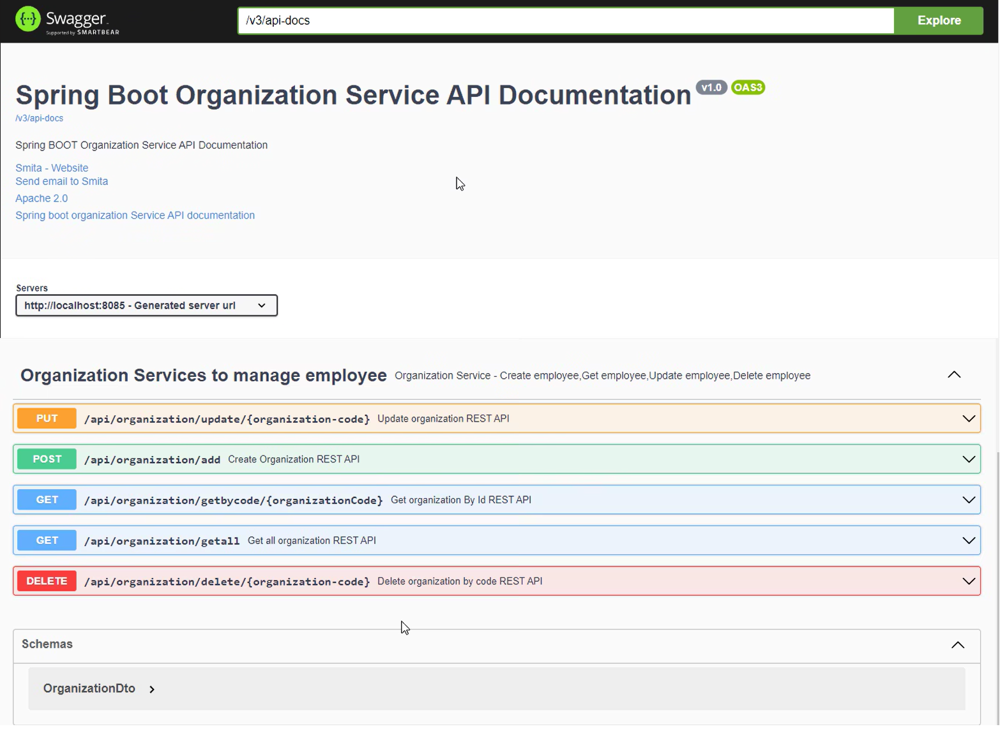 Swagger.
Supported by SMARTBEAR
/v3/api-docs
Explore
Spring Boot Organization Service API Documentation v1.0 OAS3
/v3/api-docs
Spring BOOT Organization Service API Documentation
Smita - Website
Send email to Smita
Apache 2.0
Spring boot organization Service API documentation
Servers
http://localhost:8085 - Generated server url
Organization Services to manage employee Organization Service - Create employee,Get employee,Update employee,Delete employee
PUT /api/organization/update/{organization-code} Update organization REST API
POST /api/organization/add Create Organization REST API
GET /api/organization/getbycode/{organizationCode} Get organization By Id REST API
GET /api/organization/getall Get all organization REST API
DELETE /api/organization/delete/{organization-code} Delete organization by code REST API
Schemas
OrganizationDto